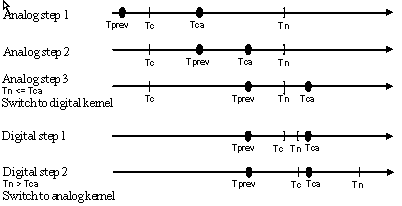 Analog step 1
Tprev Tc Tca Tn
Analog step 2
Tc Tprev Tca Tn
Analog step 3
Tn <= Tca
Tc Tprev Tn Tca
Switch to digital kernel
Digital step 1
Tprev Tc Tn Tca
Digital step 2
Tn > Tca
Tprev Tc Tca Tn
Switch to analog kernel